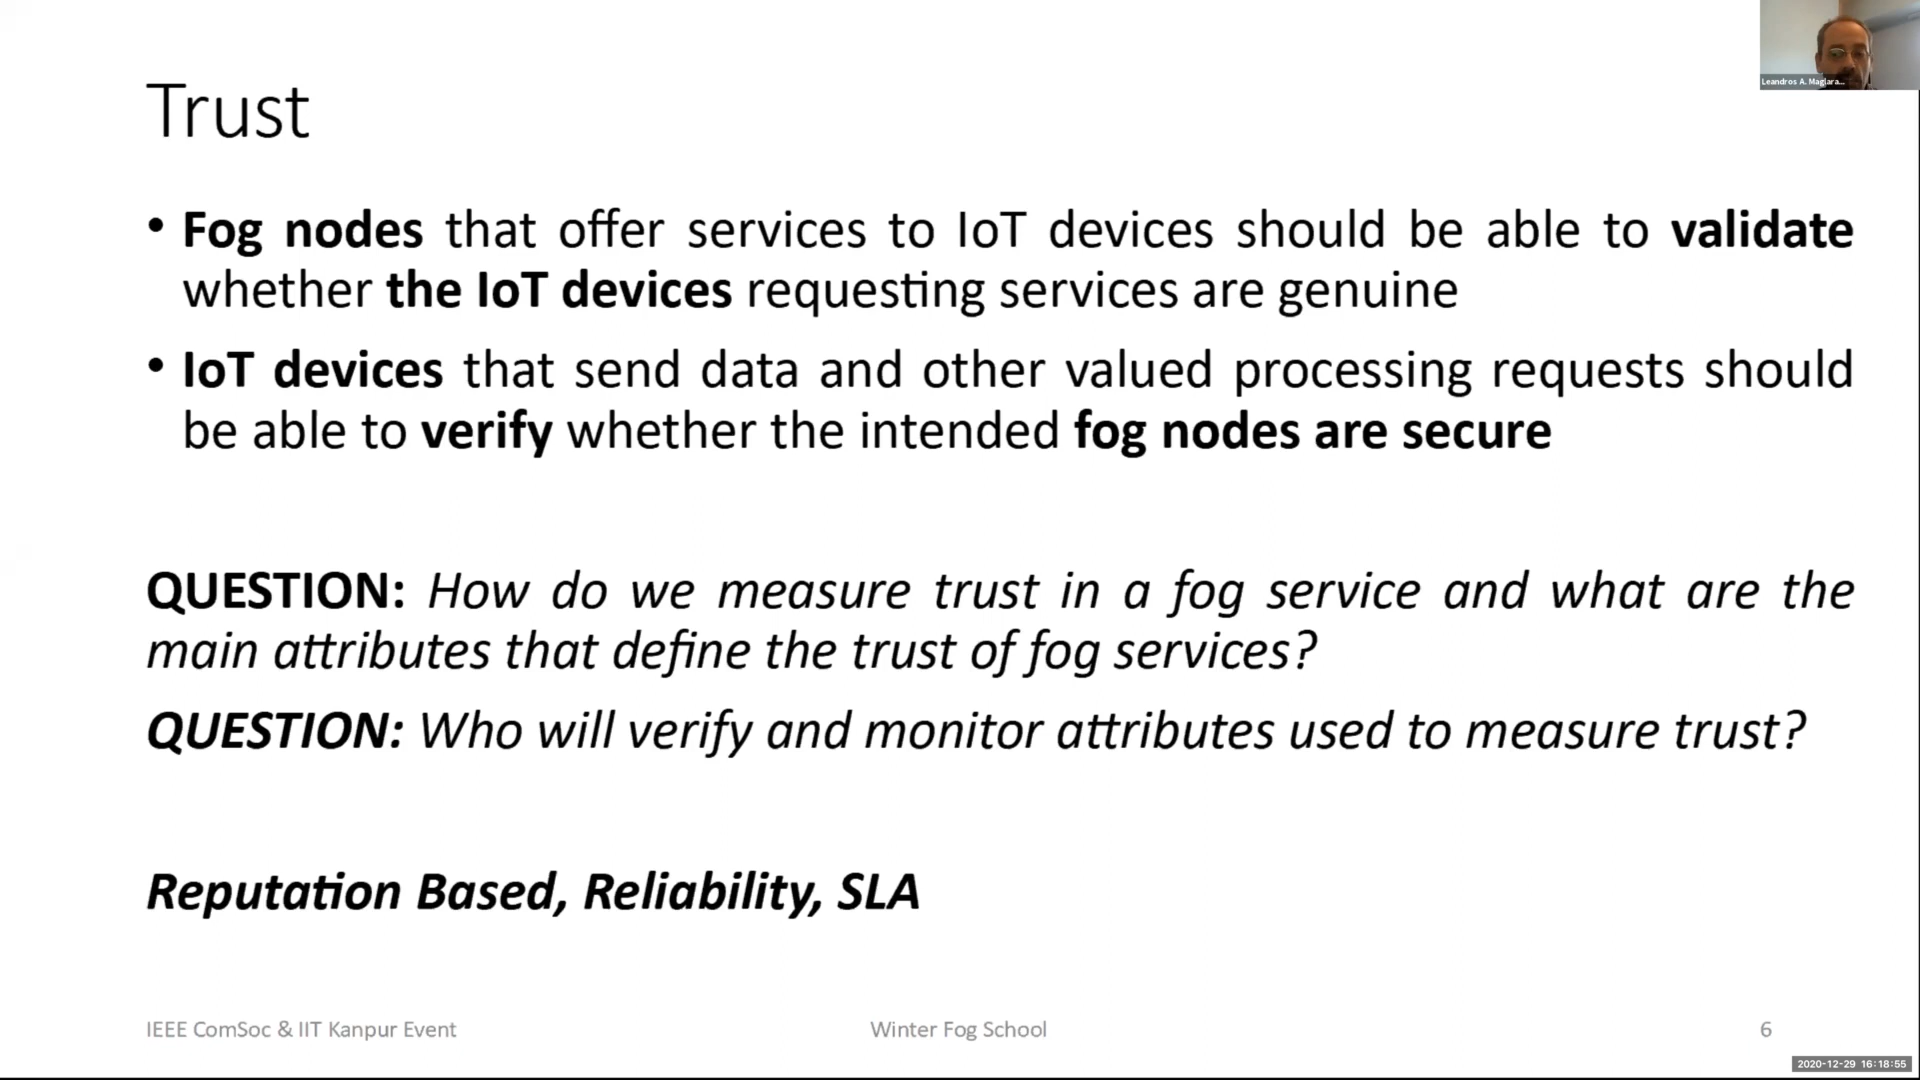 Leandros A. Maglara...
Trust
• Fog nodes that offer services to IoT devices should be able to validate
whether the IoT devices requesting services are genuine
• IoT devices that send data and other valued processing requests should
be able to verify whether the intended fog nodes are secure
QUESTION: How do we measure trust in a fog service and what are the
main attributes that define the trust of fog services?
QUESTION: Who will verify and monitor attributes used to measure trust?
Reputation Based, Reliability, SLA
IEEE ComSoc & IIT Kanpur Event
Winter Fog School
6
2020-12-29 16:18:55